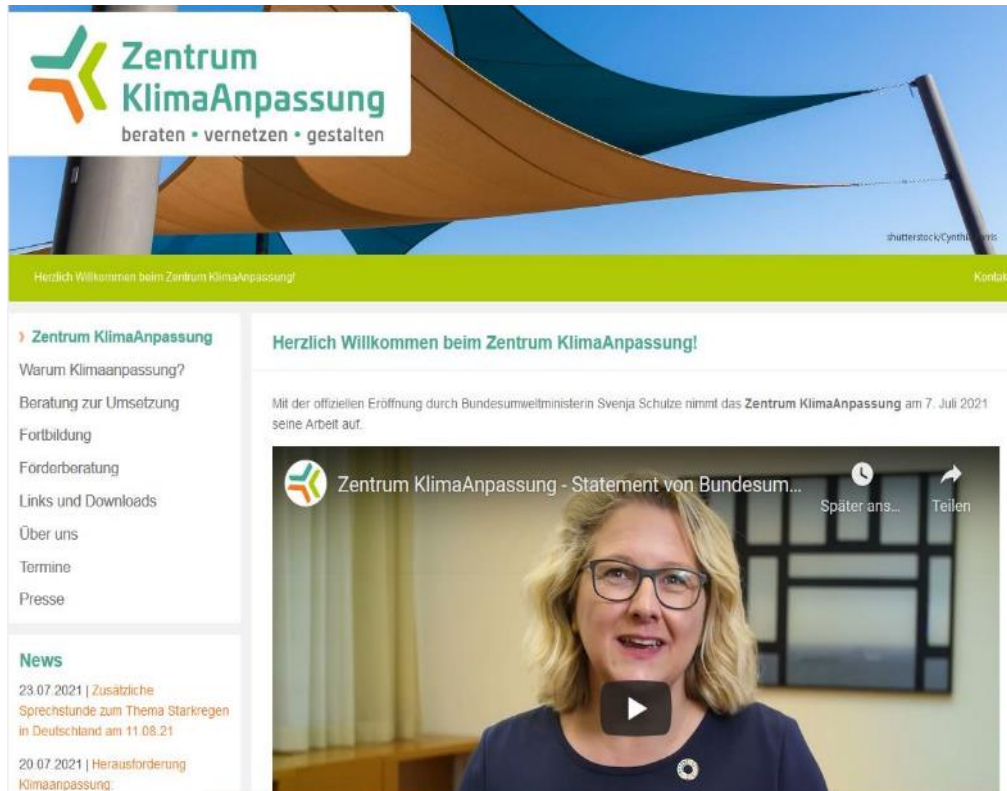 Zentrum
KlimaAnpassung
beraten • vernetzen • gestalten
Herzlich Willkommen beim Zentrum KlimaAnpassung!
Zentrum KlimaAnpassung
Warum Klimaanpassung?
Beratung zur Umsetzung
Fortbildung
Förderberatung
Links und Downloads
Über uns
Termine
Presse
News
23.07.2021 | Zusätzliche
Sprechstunde zum Thema Starkregen
in Deutschland am 11.08.21
20.07.2021 | Herausforderung
Klimaanpassung:
Herzlich Willkommen beim Zentrum KlimaAnpassung!
Mit der offiziellen Eröffnung durch Bundesumweltministerin Svenja Schulze nimmt das Zentrum KlimaAnpassung am 7. Juli 2021
seine Arbeit auf.
Zentrum KlimaAnpassung - Statement von Bundesum...
Später ans...
Teilen